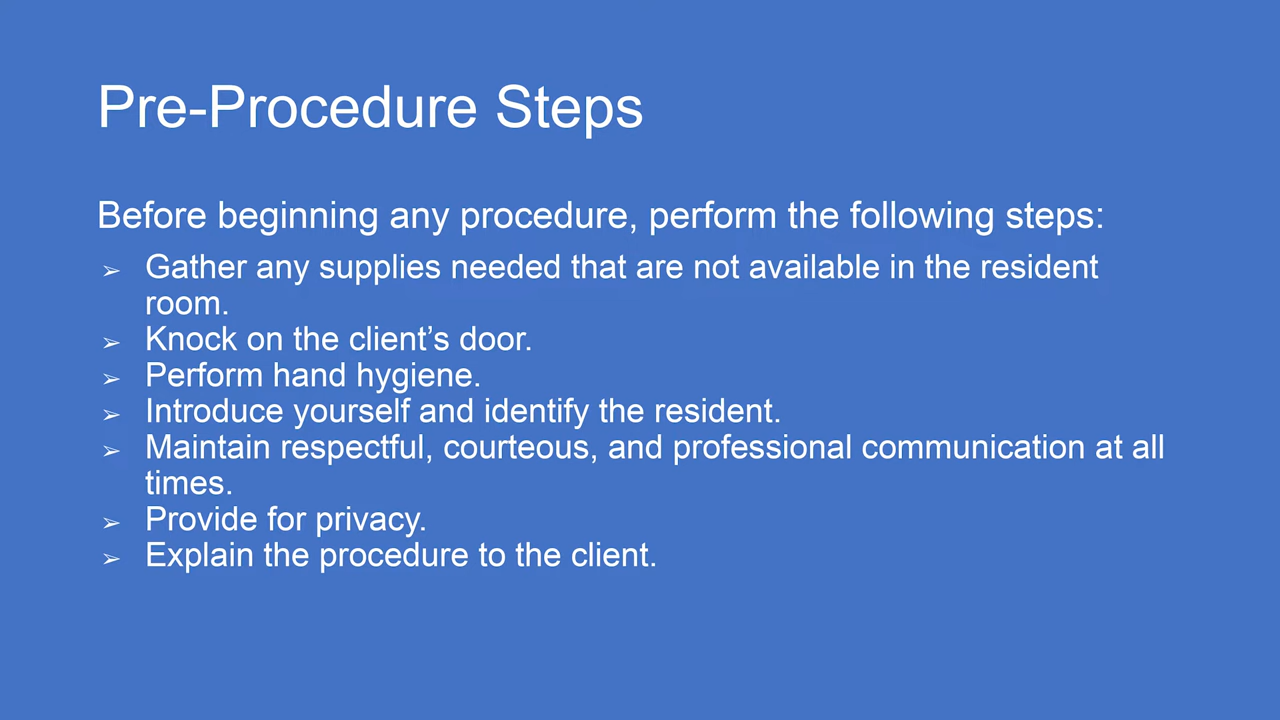 Pre-Procedure Steps
Before beginning any procedure, perform the following steps:
➢ Gather any supplies needed that are not available in the resident
room.
➢ Knock on the client’s door.
➢ Perform hand hygiene.
➢ Introduce yourself and identify the resident.
➢ Maintain respectful, courteous, and professional communication at all
times.
➢ Provide for privacy.
➢ Explain the procedure to the client.